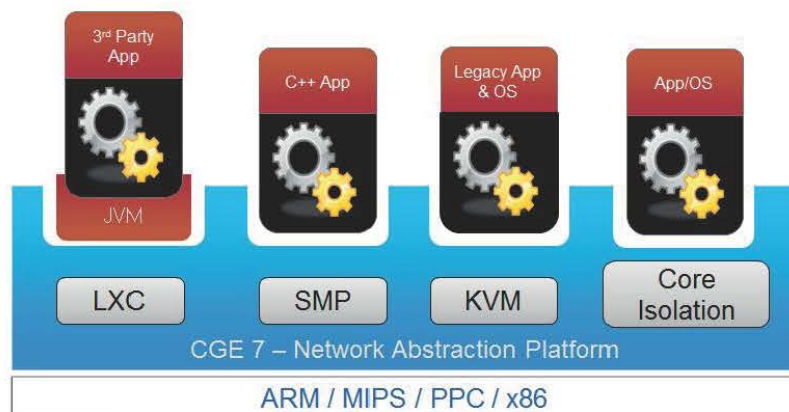 3rd Party
App
C++ App
Legacy App
& OS
App/OS
JVM
LXC
SMP
KVM
Core
Isolation
CGE 7 – Network Abstraction Platform
ARM / MIPS / PPC / x86